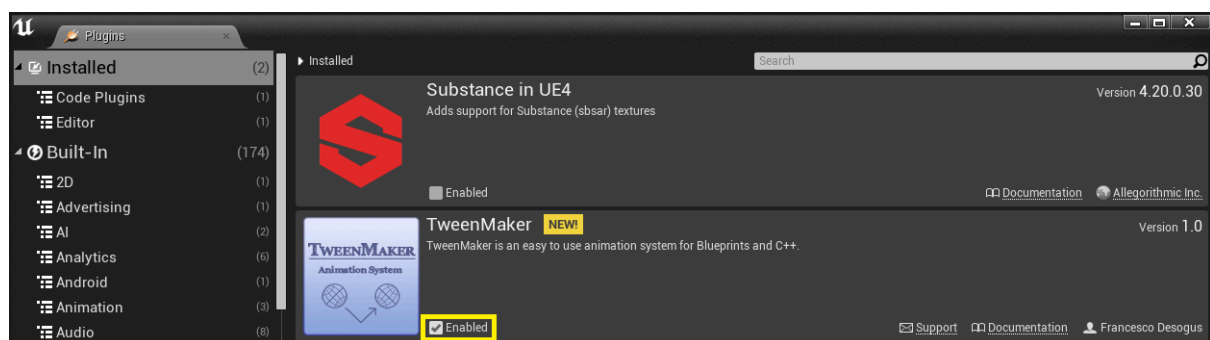 Plugins
Installed (2)
Code Plugins (1)
Editor (1)
Built-In (174)
2D (1)
Advertising (1)
AI (2)
Analytics (6)
Android (1)
Animation (3)
Audio (8)
Installed
Search
Substance in UE4
Version 4.20.0.30
Adds support for Substance (sbsar) textures
Enabled
Documentation
Allegorithmic Inc.
TWEENMAKER
Animation System
TweenMaker NEW!
Version 1.0
TweenMaker is an easy to use animation system for Blueprints and C++.
Enabled
Support
Documentation
Francesco Desogus